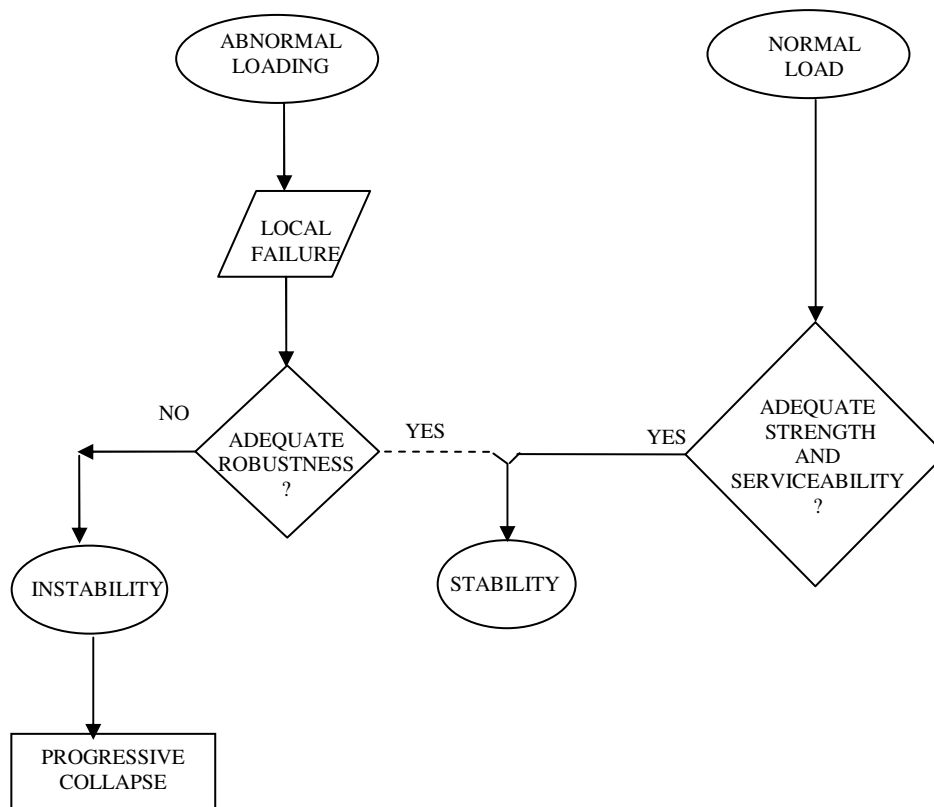 ABNORMAL
LOADING
NORMAL
LOAD
LOCAL
FAILURE
NO
ADEQUATE
ROBUSTNESS
?
YES
YES
ADEQUATE
STRENGTH
AND
SERVICEABILITY
?
INSTABILITY
STABILITY
PROGRESSIVE
COLLAPSE